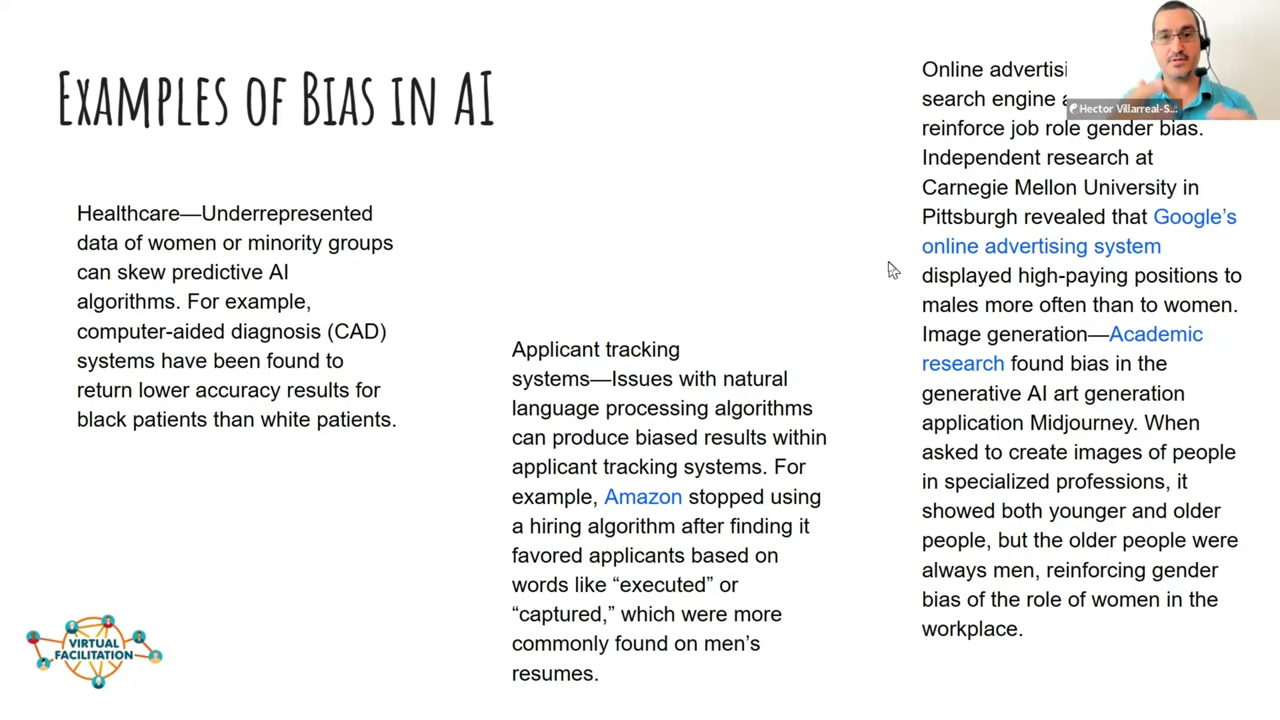 EXAMPLES OF BIAS IN AI
Healthcare—Underrepresented
data of women or minority groups
can skew predictive AI
algorithms. For example,
computer-aided diagnosis (CAD)
systems have been found to
return lower accuracy results for
black patients than white patients.
Applicant tracking
systems—Issues with natural
language processing algorithms
can produce biased results within
applicant tracking systems. For
example, Amazon stopped using
a hiring algorithm after finding it
favored applicants based on
words like “executed” or
“captured,” which were more
commonly found on men’s
resumes.
Online
search engine
reinforce job role gender bias.
Independent research at
Carnegie Mellon University in
Pittsburgh revealed that Google’s
online advertising system
displayed high-paying positions to
males more often than to women.
Image generation—Academic
research found bias in the
generative AI art generation
application Midjourney. When
asked to create images of people
in specialized professions, it
showed both younger and older
people, but the older people were
always men, reinforcing gender
bias of the role of women in the
workplace.
Hector Villarreal-S...
VIRTUAL
FACILITATION